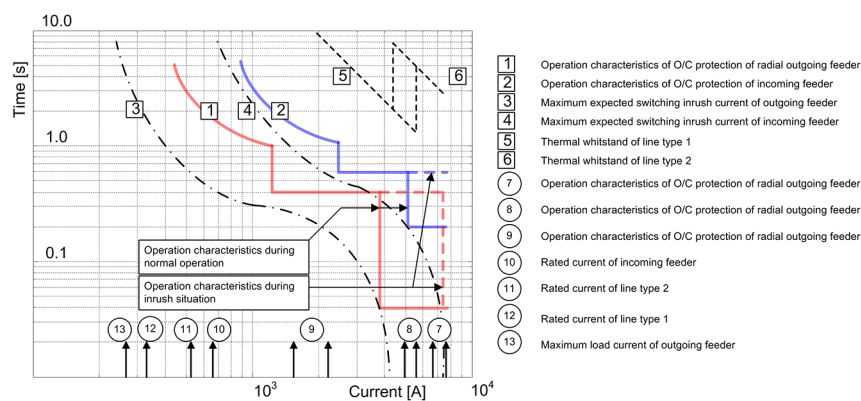 10.0
Time [s]
1.0
0.1
3
1
4
2
5
6
Operation characteristics during
normal operation
Operation characteristics during
inrush situation
13
12
11
10
9
8
7
10³
Current [A]
10⁴
1 Operation characteristics of O/C protection of radial outgoing feeder
2 Operation characteristics of O/C protection of incoming feeder
3 Maximum expected switching inrush current of outgoing feeder
4 Maximum expected switching inrush current of incoming feeder
5 Thermal whitstand of line type 1
6 Thermal whitstand of line type 2
7 Operation characteristics of O/C protection of radial outgoing feeder
8 Operation characteristics of O/C protection of radial outgoing feeder
9 Operation characteristics of O/C protection of radial outgoing feeder
10 Rated current of incoming feeder
11 Rated current of line type 2
12 Rated current of line type 1
13 Maximum load current of outgoing feeder